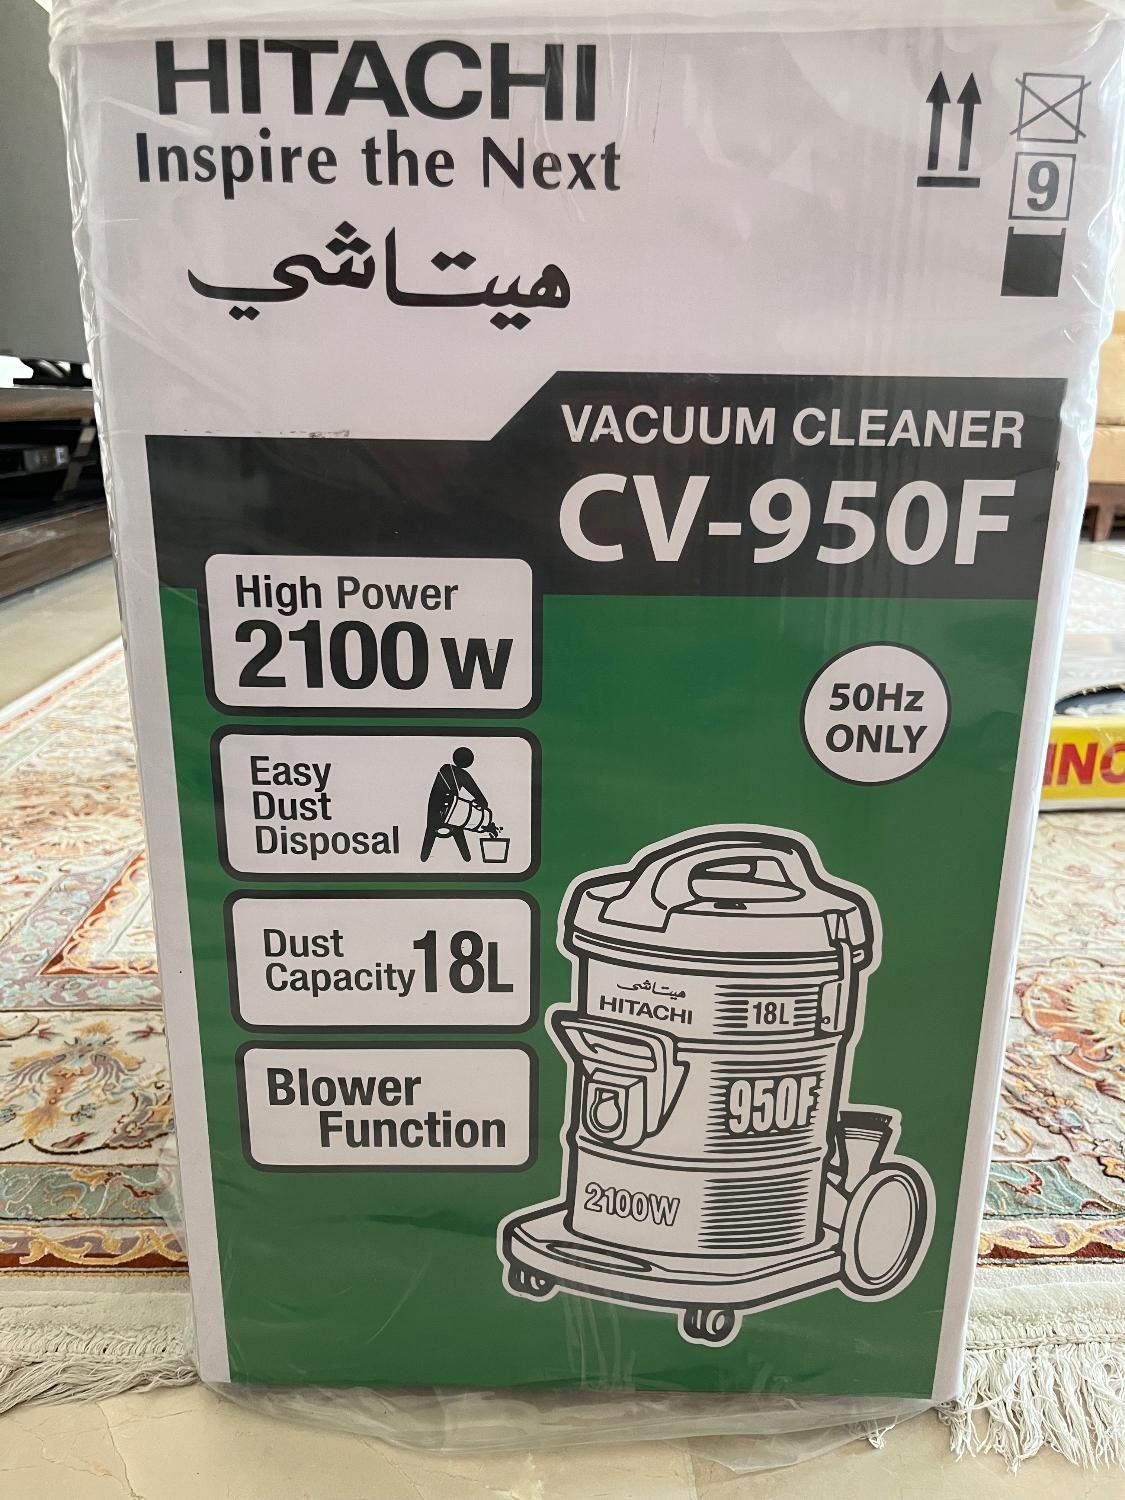 HITACHI
Inspire the Next
هيتاشي
9
VACUUM CLEANER
CV-950F
High Power
2100 W
50Hz
ONLY
Easy
Dust
Disposal
Dust
Capacity 18L
Blower
Function
هيتاشي
HITACHI
18L
950F
2100W